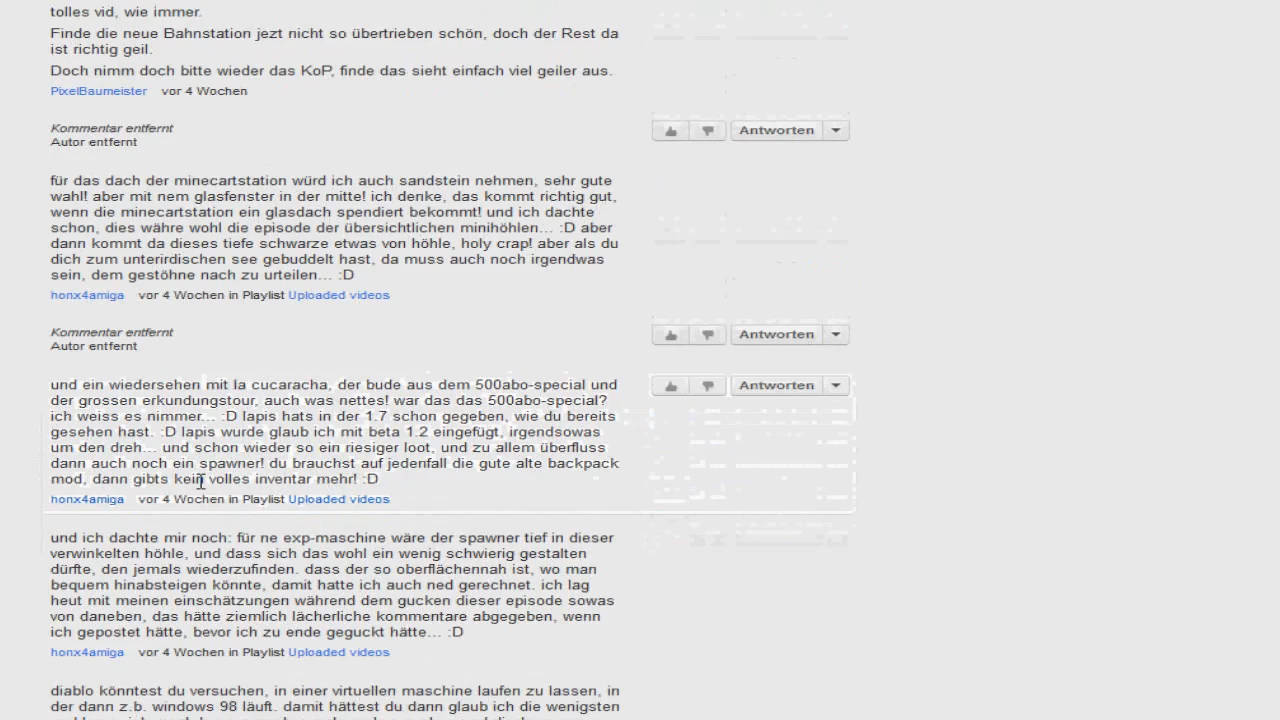 tolles vid, wie immer.
Finde die neue Bahnstation jezt nicht so übertrieben schön, doch der Rest da
ist richtig geil.
Doch nimm doch bitte wieder das KoP, finde das sieht einfach viel geiler aus.
PixelBaumeister vor 4 Wochen
Kommentar entfernt
Autor entfernt
Antworten
für das dach der minecartstation würd ich auch sandstein nehmen, sehr gute
wahl! aber mit nem glasfenster in der mitte! ich denke, das kommt richtig gut,
wenn die minecartstation ein glasdach spendiert bekommt! und ich dachte
schon, dies währe wohl die episode der übersichtlichen minihöhlen... :D aber
dann kommt da dieses tiefe schwarze etwas von höhle, holy crap! aber als du
dich zum unterirdischen see gebuddelt hast, da muss auch noch irgendwas
sein, dem gestöhne nach zu urteilen... :D
honx4amiga vor 4 Wochen in Playlist Uploaded videos
Kommentar entfernt
Autor entfernt
Antworten
und ein wiedersehen mit la cucaracha, der bude aus dem 500abo-special und
der grossen erkundungstour, auch was nettes! war das das 500abo-special?
ich weiss es nimmer... :D lapis hats in der 1.7 schon gegeben, wie du bereits
gesehen hast. :D lapis wurde glaub ich mit beta 1.2 eingefügt, irgendsowas
um den dreh... und schon wieder so ein riesiger loot, und zu allem überfluss
dann auch noch ein spawner! du brauchst auf jedenfall die gute alte backpack
mod, dann gibts kein volles inventar mehr! :D
Antworten
honx4amiga vor 4 Wochen in Playlist Uploaded videos
und ich dachte mir noch: für ne exp-maschine wäre der spawner tief in dieser
verwinkelten höhle, und dass sich das wohl ein wenig schwierig gestalten
dürfte, den jemals wiederzufinden. dass der so oberflächennah ist, wo man
bequem hinabsteigen könnte, damit hatte ich auch ned gerechnet. ich lag
heut mit meinen einschätzungen während dem gucken dieser episode sowas
von daneben, das hätte ziemlich lächerliche kommentare abgegeben, wenn
ich gepostet hätte, bevor ich zu ende geguckt hätte... :D
honx4amiga vor 4 Wochen in Playlist Uploaded videos
diablo könntest du versuchen, in einer virtuellen maschine laufen zu lassen, in
der dann z.b. windows 98 läuft. damit hättest du dann glaub ich die wenigsten